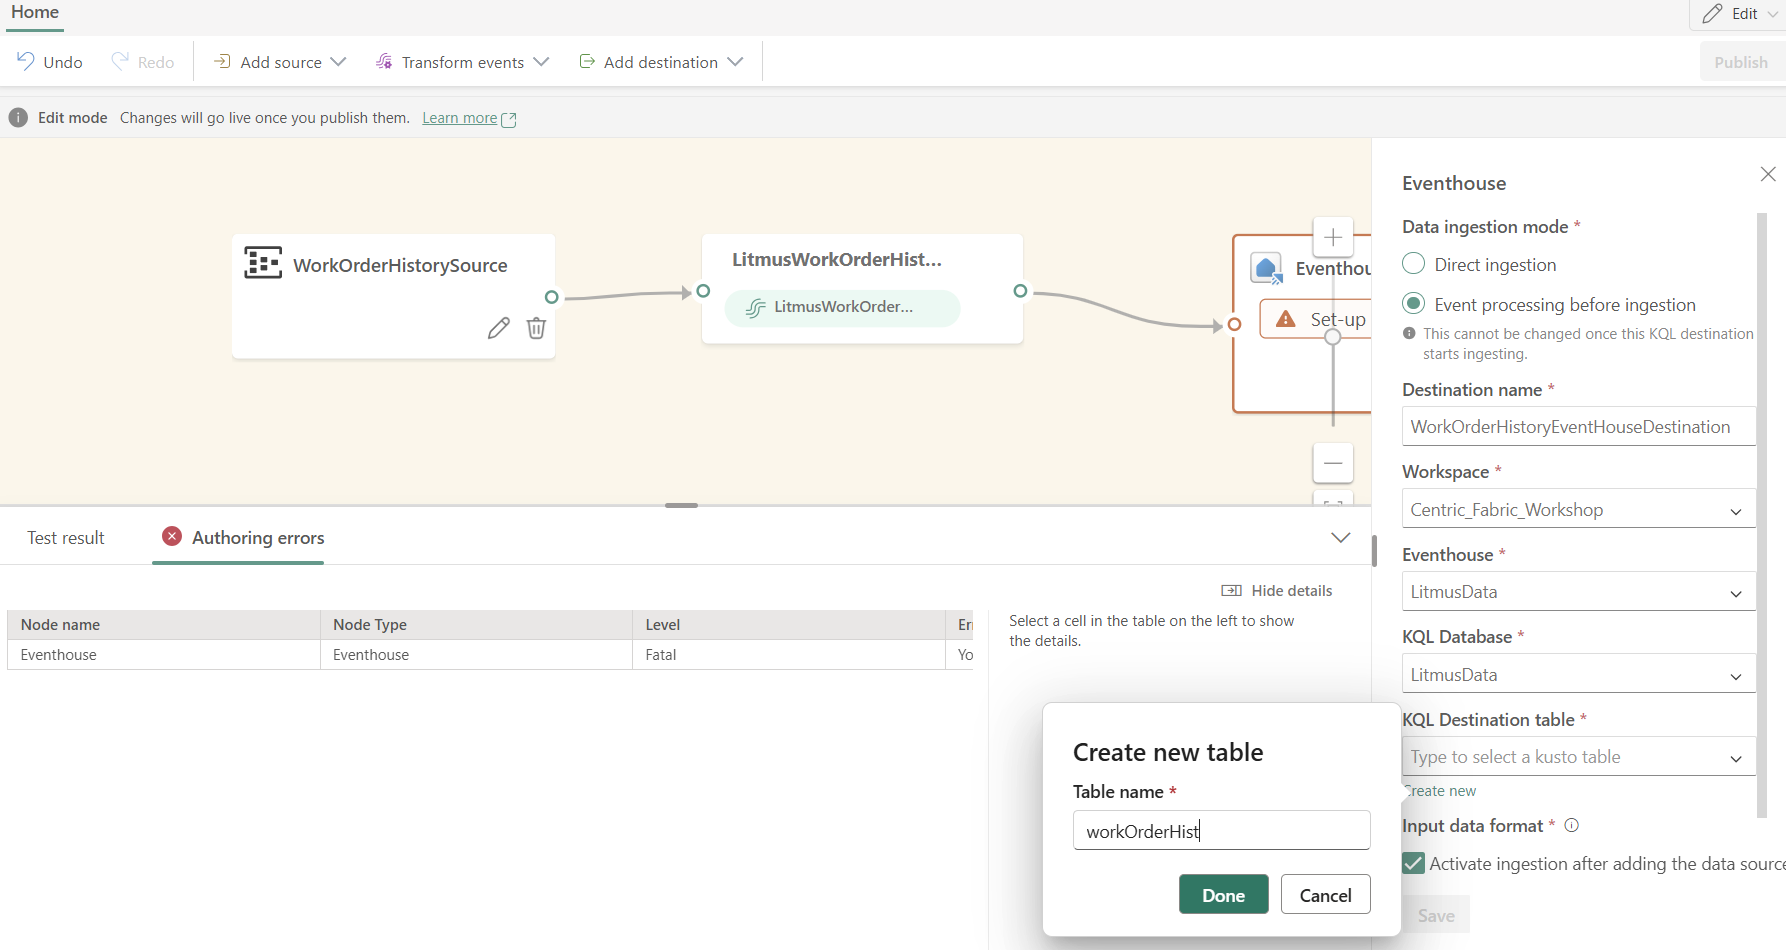 Home
Edit
Undo
Redo
Add source
Transform events
Add destination
Publish
Edit mode Changes will go live once you publish them. Learn more
WorkOrderHistorySource
LitmusWorkOrderHist...
LitmusWorkOrder...
Eventhou
Set-up
Test result
Authoring errors
Hide details
Node name Node Type Level Er
Eventhouse Eventhouse Fatal Yo
Select a cell in the table on the left to show
the details.
Create new table
Table name *
workOrderHist
Done
Cancel
Eventhouse
Data ingestion mode *
Direct ingestion
Event processing before ingestion
This cannot be changed once this KQL destination
starts ingesting.
Destination name *
WorkOrderHistoryEventHouseDestination
Workspace *
Centric_Fabric_Workshop
Eventhouse *
LitmusData
KQL Database *
LitmusData
KQL Destination table *
Type to select a kusto table
Create new
Input data format *
Activate ingestion after adding the data source
Save